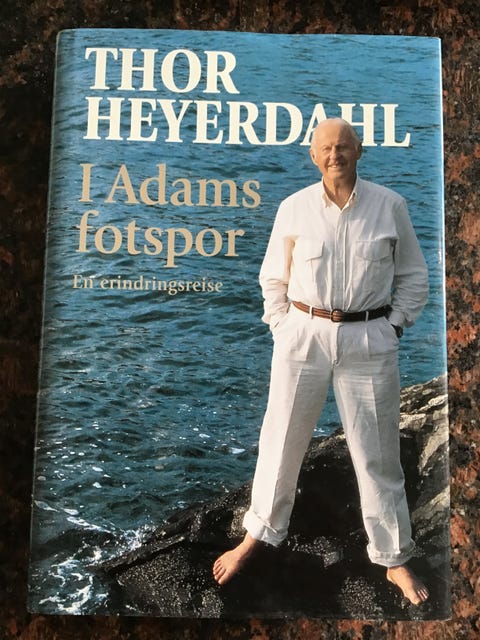 THOR
HEYERDAHL
I Adams
fotspor
En erindringsreise